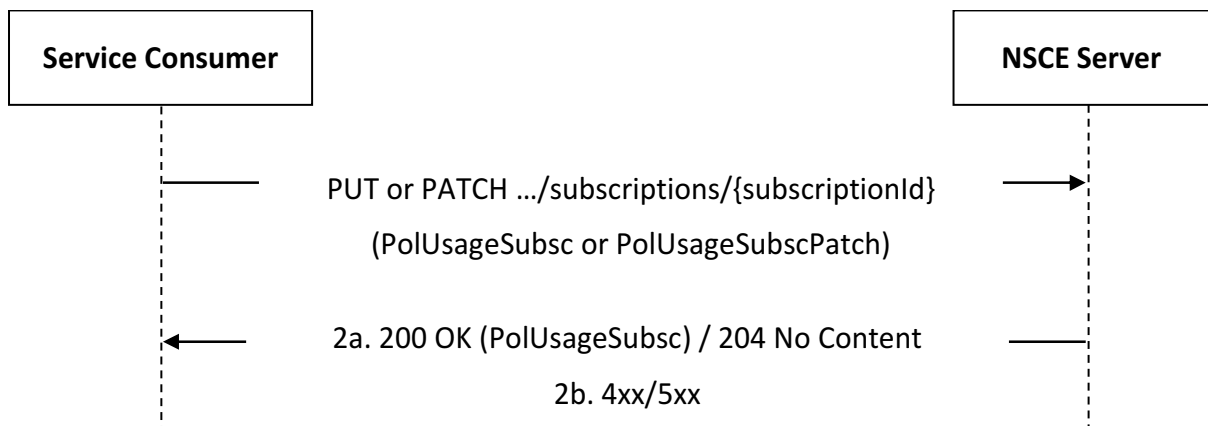 Service Consumer
NSCE Server
PUT or PATCH …/subscriptions/{subscriptionId}
(PolUsageSubsc or PolUsageSubscPatch)
2a. 200 OK (PolUsageSubsc) / 204 No Content
2b. 4xx/5xx